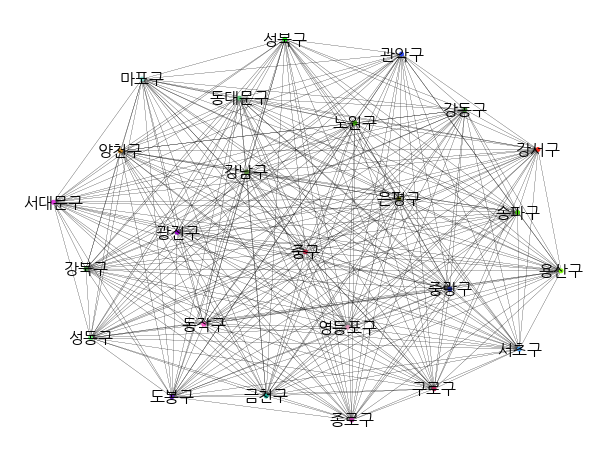 성북구
관악구
마포구
동대문구
강동구
노원구
양천구
강서구
강남구
은평구
서대문구
송파구
광진구
중구
강북구
용산구
중랑구
동작구
영등포구
성동구
서초구
구로구
도봉구
금천구
종로구